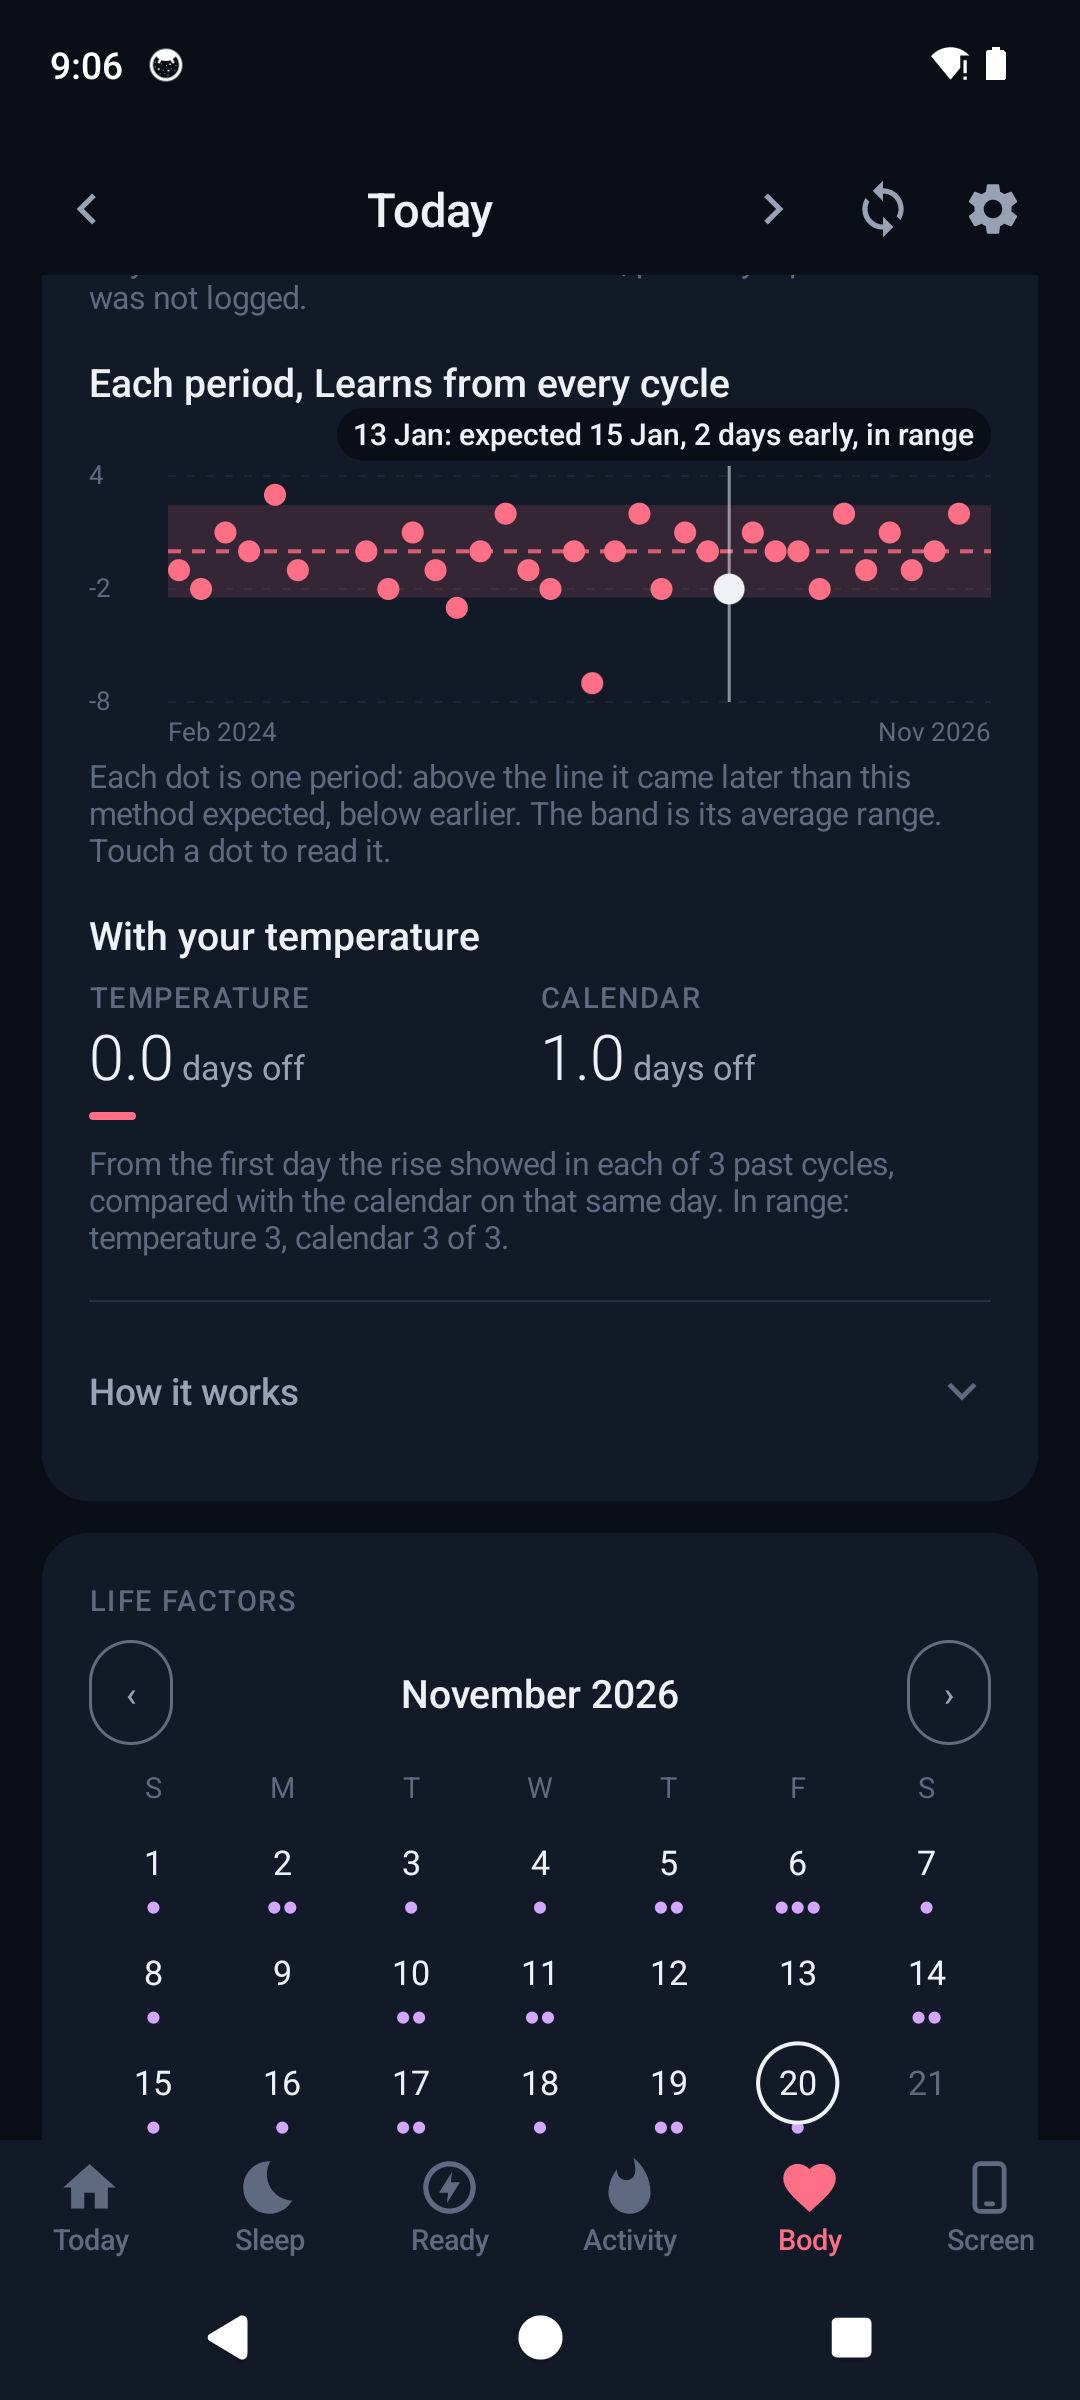 9:06
Today
was not logged.
Each period, Learns from every cycle
13 Jan: expected 15 Jan, 2 days early, in range
4
-2
-8
Feb 2024 Nov 2026
Each dot is one period: above the line it came later than this
method expected, below earlier. The band is its average range.
Touch a dot to read it.
With your temperature
TEMPERATURE CALENDAR
0.0 days off 1.0 days off
From the first day the rise showed in each of 3 past cycles,
compared with the calendar on that same day. In range:
temperature 3, calendar 3 of 3.
How it works
LIFE FACTORS
‹ November 2026 ›
S M T W T F S
1 2 3 4 5 6 7
8 9 10 11 12 13 14
15 16 17 18 19 20 21
Today Sleep Ready Activity Body Screen